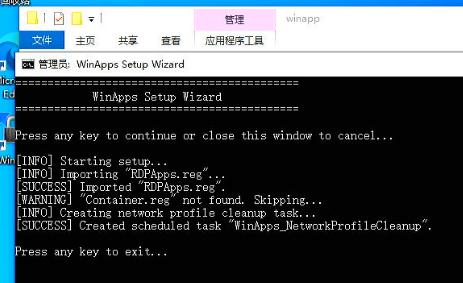 管理
winapp
文件
主页
共享
查看
应用程序工具
管理员: WinApps Setup Wizard
============================================
WinApps Setup Wizard
============================================
Press any key to continue or close this window to cancel...
[INFO] Starting setup...
[INFO] Importing "RDPApps.reg"...
[SUCCESS] Imported "RDPApps.reg".
[WARNING] "Container.reg" not found. Skipping...
[INFO] Creating network profile cleanup task...
[SUCCESS] Created scheduled task "WinApps_NetworkProfileCleanup".
Press any key to exit...